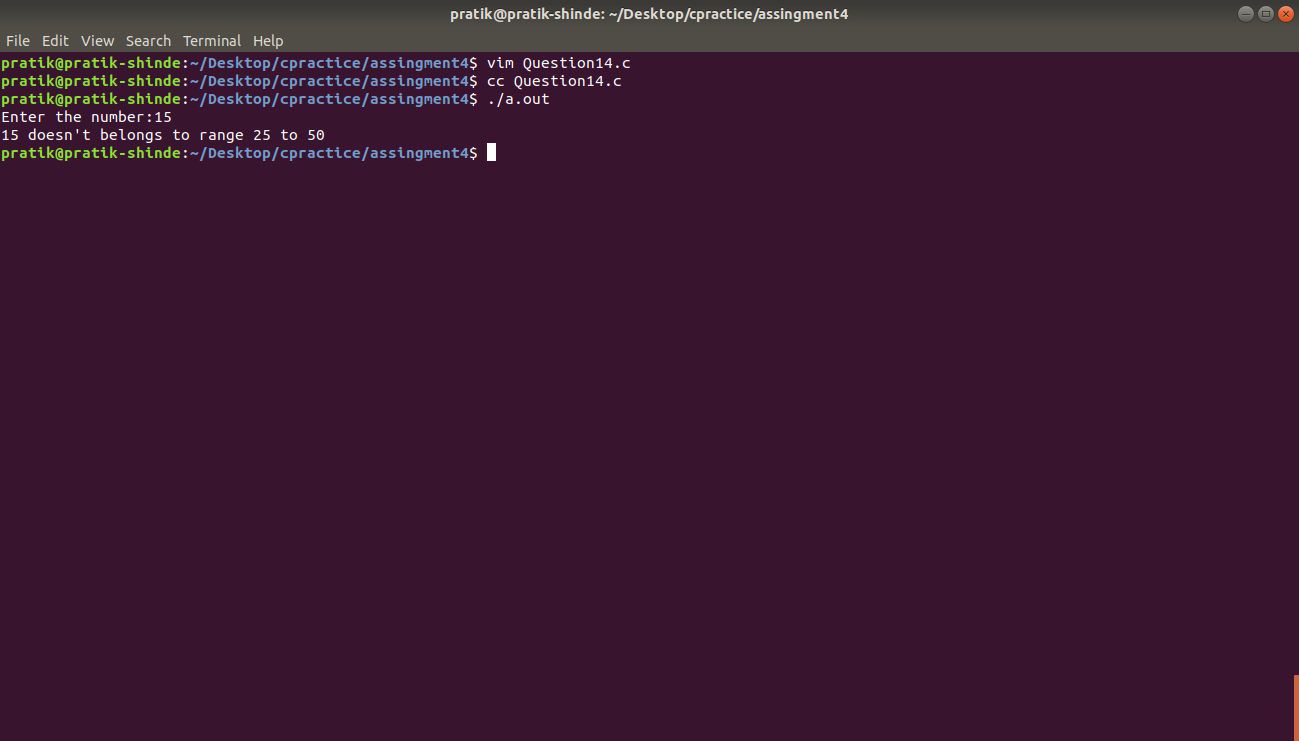 pratik@pratik-shinde: ~/Desktop/cpractice/assingment4
File Edit View Search Terminal Help
pratik@pratik-shinde:~/Desktop/cpractice/assingment4$ vim Question14.c
pratik@pratik-shinde:~/Desktop/cpractice/assingment4$ cc Question14.c
pratik@pratik-shinde:~/Desktop/cpractice/assingment4$ ./a.out
Enter the number:15
15 doesn't belongs to range 25 to 50
pratik@pratik-shinde:~/Desktop/cpractice/assingment4$